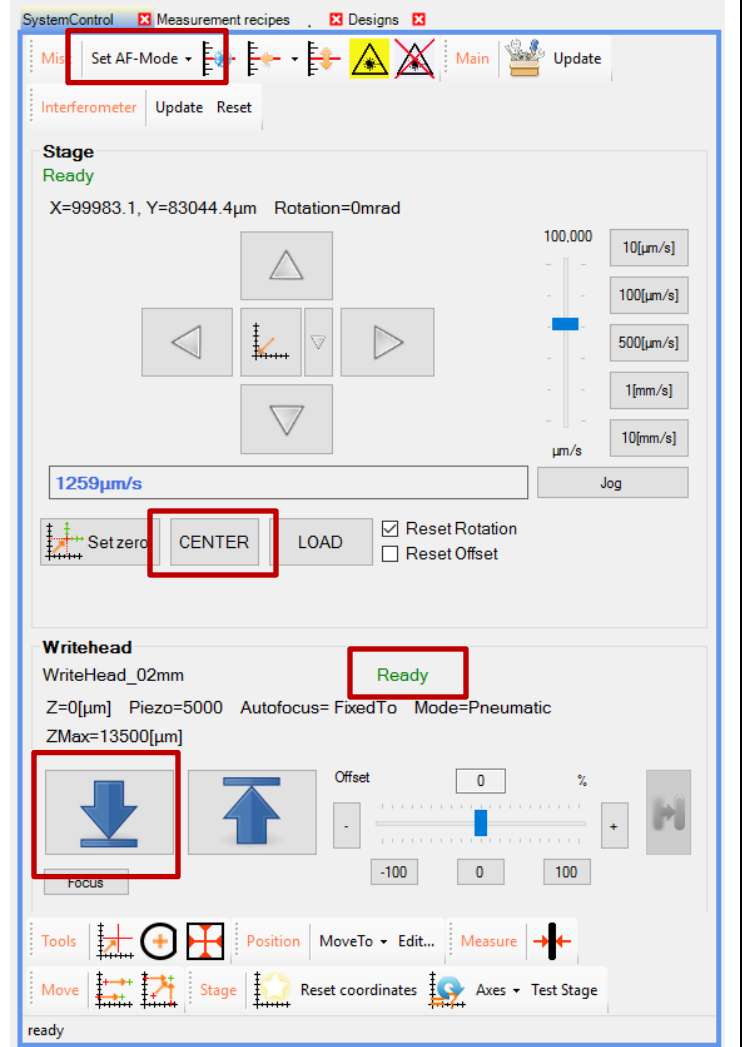 SystemControl Measurement recipes . Designs
Misc Set AF-Mode Main Update
Interferometer Update Reset
Stage
Ready
X=99983.1, Y=83044.4µm Rotation=0mrad
100,000
10[µm/s]
100[µm/s]
500[µm/s]
1[mm/s]
10[mm/s]
µm/s
1259µm/s Jog
Set zero CENTER LOAD Reset Rotation
Reset Offset
Writehead
WriteHead_02mm Ready
Z=0[µm] Piezo=5000 Autofocus= FixedTo Mode=Pneumatic
ZMax=13500[µm]
Offset 0 %
- +
-100 0 100
Focus
Tools Position MoveTo Edit... Measure
Move Stage Reset coordinates Axes Test Stage
ready